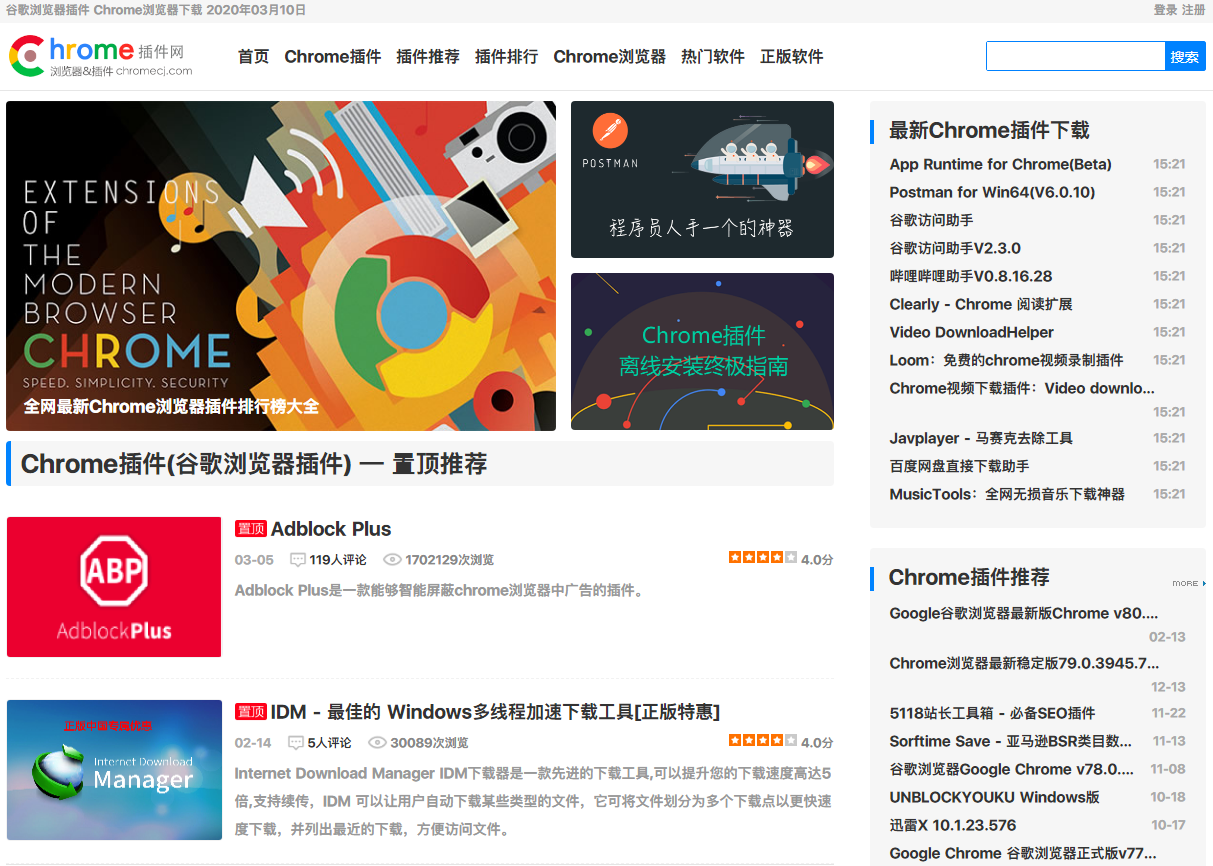 谷歌浏览器插件 Chrome浏览器下载 2020年03月10日
登录 注册
Chrome 插件网
浏览器&插件 chromecj.com
首页 Chrome插件 插件推荐 插件排行 Chrome浏览器 热门软件 正版软件
搜索
EXTENSIONS
OF
THE
MODERN
BROWSER
CHROME
SPEED. SIMPLICITY. SECURITY
全网最新Chrome浏览器插件排行榜大全
POSTMAN
程序员人手一个的神器
Chrome插件
离线安装终极指南
Chrome插件(谷歌浏览器插件) — 置顶推荐
ABP
AdblockPlus
置顶 Adblock Plus
03-05 119人评论 1702129次浏览 4.0分
Adblock Plus是一款能够智能屏蔽chrome浏览器中广告的插件。
Internet Download
Manager
置顶 IDM - 最佳的 Windows多线程加速下载工具[正版特惠]
02-14 5人评论 30089次浏览 4.0分
Internet Download Manager IDM下载器是一款先进的下载工具,可以提升您的下载速度高达5
倍,支持续传，IDM 可以让用户自动下载某些类型的文件，它可将文件划分为多个下载点以更快速
度下载，并列出最近的下载，方便访问文件。
最新Chrome插件下载
App Runtime for Chrome(Beta) 15:21
Postman for Win64(V6.0.10) 15:21
谷歌访问助手 15:21
谷歌访问助手V2.3.0 15:21
哔哩哔哩助手V0.8.16.28 15:21
Clearly - Chrome 阅读扩展 15:21
Video DownloadHelper 15:21
Loom：免费的chrome视频录制插件 15:21
Chrome视频下载插件：Video downlo...
15:21
Javplayer - 马赛克去除工具 15:21
百度网盘直接下载助手 15:21
MusicTools：全网无损音乐下载神器 15:21
Chrome插件推荐 MORE
Google谷歌浏览器最新版Chrome v80....
02-13
Chrome浏览器最新稳定版79.0.3945.7...
12-13
5118站长工具箱 - 必备SEO插件 11-22
Sorftime Save - 亚马逊BSR类目数... 11-13
谷歌浏览器Google Chrome v78.0.... 11-08
UNBLOCKYOUKU Windows版 10-18
迅雷X 10.1.23.576 10-17
Google Chrome 谷歌浏览器正式版v77...